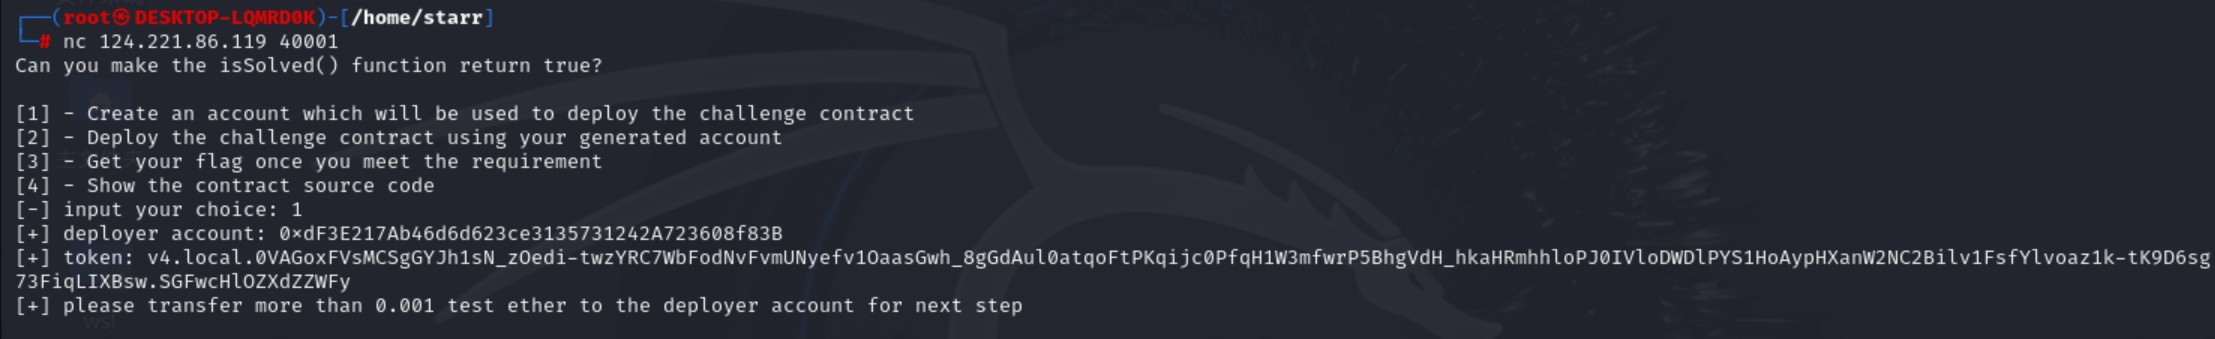 ┌──(root㉿DESKTOP-LQMRD0K)-[/home/starr]
└─# nc 124.221.86.119 40001
Can you make the isSolved() function return true?
[1] - Create an account which will be used to deploy the challenge contract
[2] - Deploy the challenge contract using your generated account
[3] - Get your flag once you meet the requirement
[4] - Show the contract source code
[-] input your choice: 1
[+] deployer account: 0×dF3E217Ab46d6d623ce3135731242A723608f83B
[+] token: v4.local.0VAGoxFVsMCSgGYJh1sN_zOedi-twzYRC7WbFodNvFvmUNyefv1OaasGwh_8gGdAul0atqoFtPKqijc0PfqH1W3mfwrP5BhgVdH_hkaHRmhhloPJ0IVloDWDlPYS1HoAypHXanW2NC2Bilv1FsfYlvoaz1k-tK9D6sg
73FiqLIXBsw.SGFwcHlOZXdZZWFy
[+] please transfer more than 0.001 test ether to the deployer account for next step